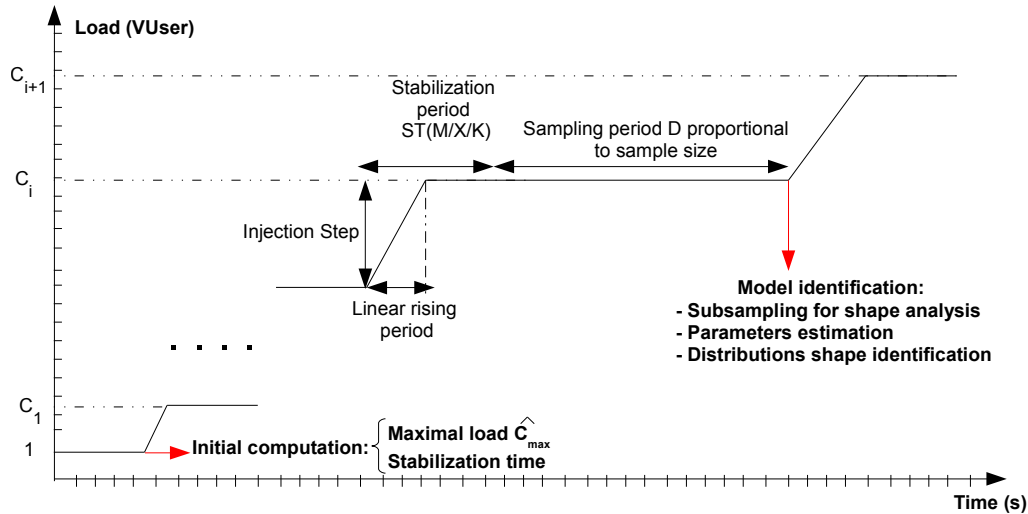 Load (VUser)
C_{i+1}
Stabilization
period
ST(M/X/K)
Sampling period D proportional
to sample size
C_i
Injection Step
Linear rising
period
Model identification:
- Subsampling for shape analysis
- Parameters estimation
- Distributions shape identification
. . . .
C_1
1
Initial computation:
Maximal load Ĉ_{max}
Stabilization time
Time (s)